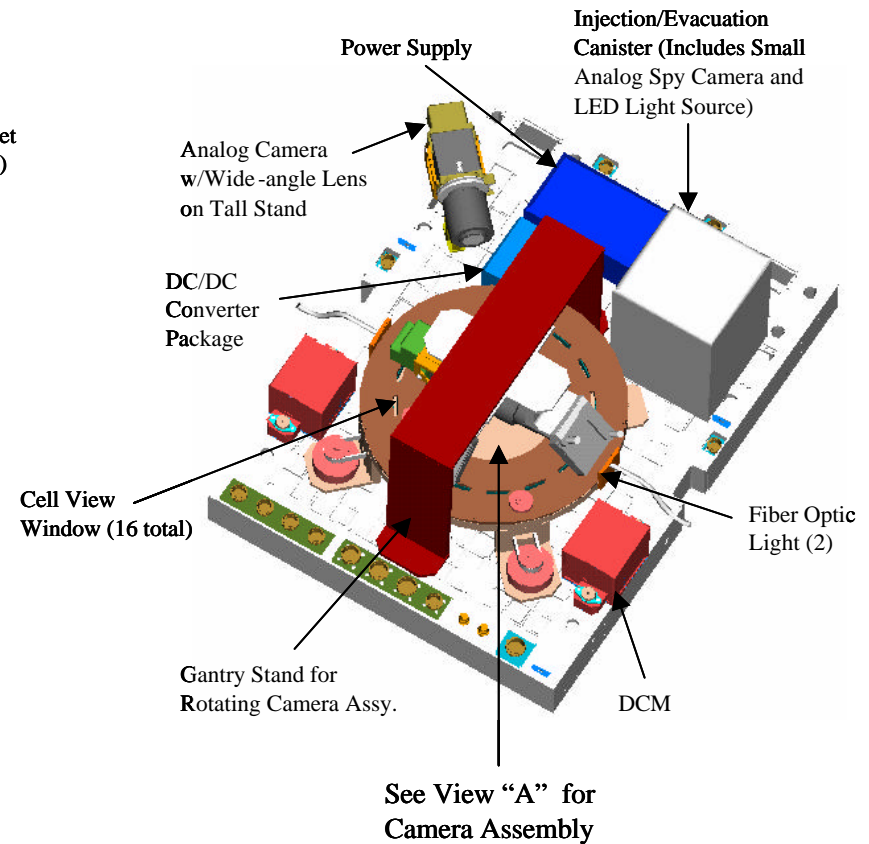 Injection/Evacuation
Canister (Includes Small
Analog Spy Camera and
LED Light Source)
Power Supply
et
)
Analog Camera
w/Wide-angle Lens
on Tall Stand
DC/DC
Converter
Package
Cell View
Window (16 total)
Fiber Optic
Light (2)
Gantry Stand for
Rotating Camera Assy.
DCM
See View “A” for
Camera Assembly